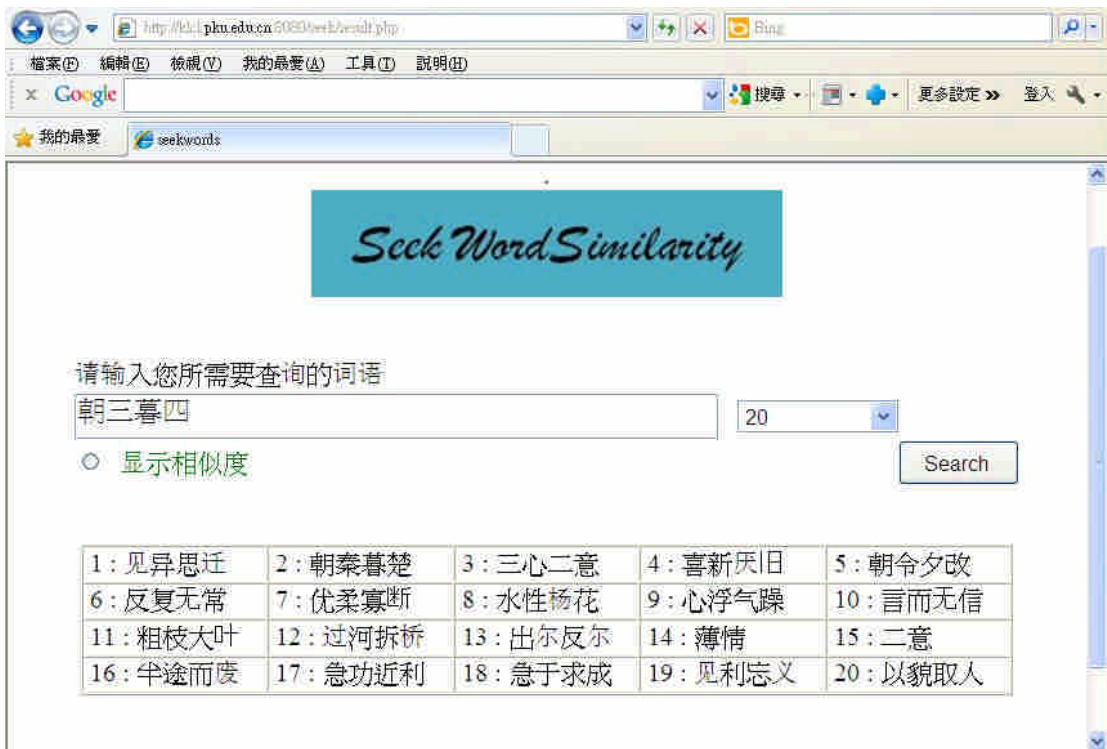 pku.edu.cn Bing
檔案(F) 編輯(E) 檢視(V) 我的最愛(A) 工具(T) 說明(H)
x Google 搜尋 更多設定 » 登入
我的最愛 seekwords
Seek Word Similarity
请输入您所需要查询的词语
朝三暮四 20
显示相似度 Search
1 : 见异思迁 2 : 朝秦暮楚 3 : 三心二意 4 : 喜新厌旧 5 : 朝令夕改
6 : 反复无常 7 : 优柔寡断 8 : 水性杨花 9 : 心浮气躁 10 : 言而无信
11 : 粗枝大叶 12 : 过河拆桥 13 : 出尔反尔 14 : 薄情 15 : 二意
16 : 半途而废 17 : 急功近利 18 : 急于求成 19 : 见利忘义 20 : 以貌取人